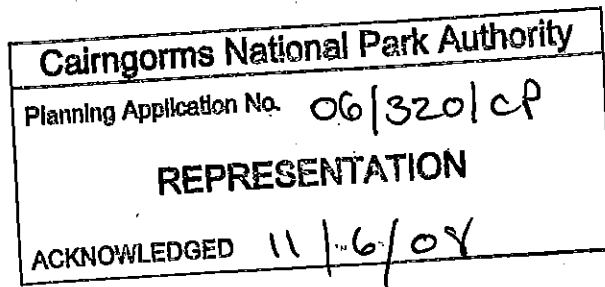 Cairngorms National Park Authority
Planning Application No. 06/320/CP
REPRESENTATION
ACKNOWLEDGED 11/6/08